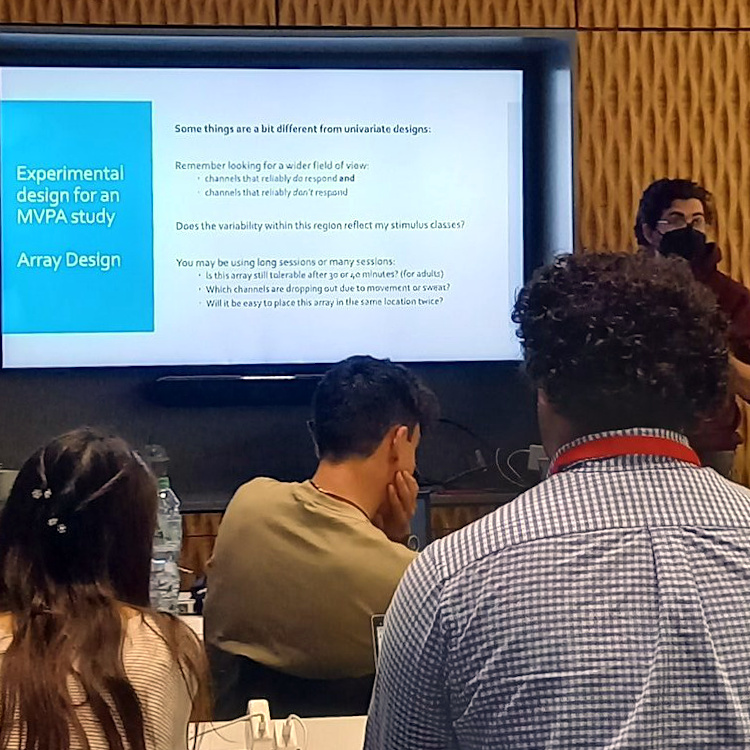 Experimental
design for an
MVPA study
Array Design
Some things are a bit different from univariate designs:
Remember looking for a wider field of view:
• channels that reliably do respond and
• channels that reliably don't respond
Does the variability within this region reflect my stimulus classes?
You may be using long sessions or many sessions:
• Is this array still tolerable after 30 or 40 minutes? (for adults)
• Which channels are dropping out due to movement or sweat?
• Will it be easy to place this array in the same location twice?